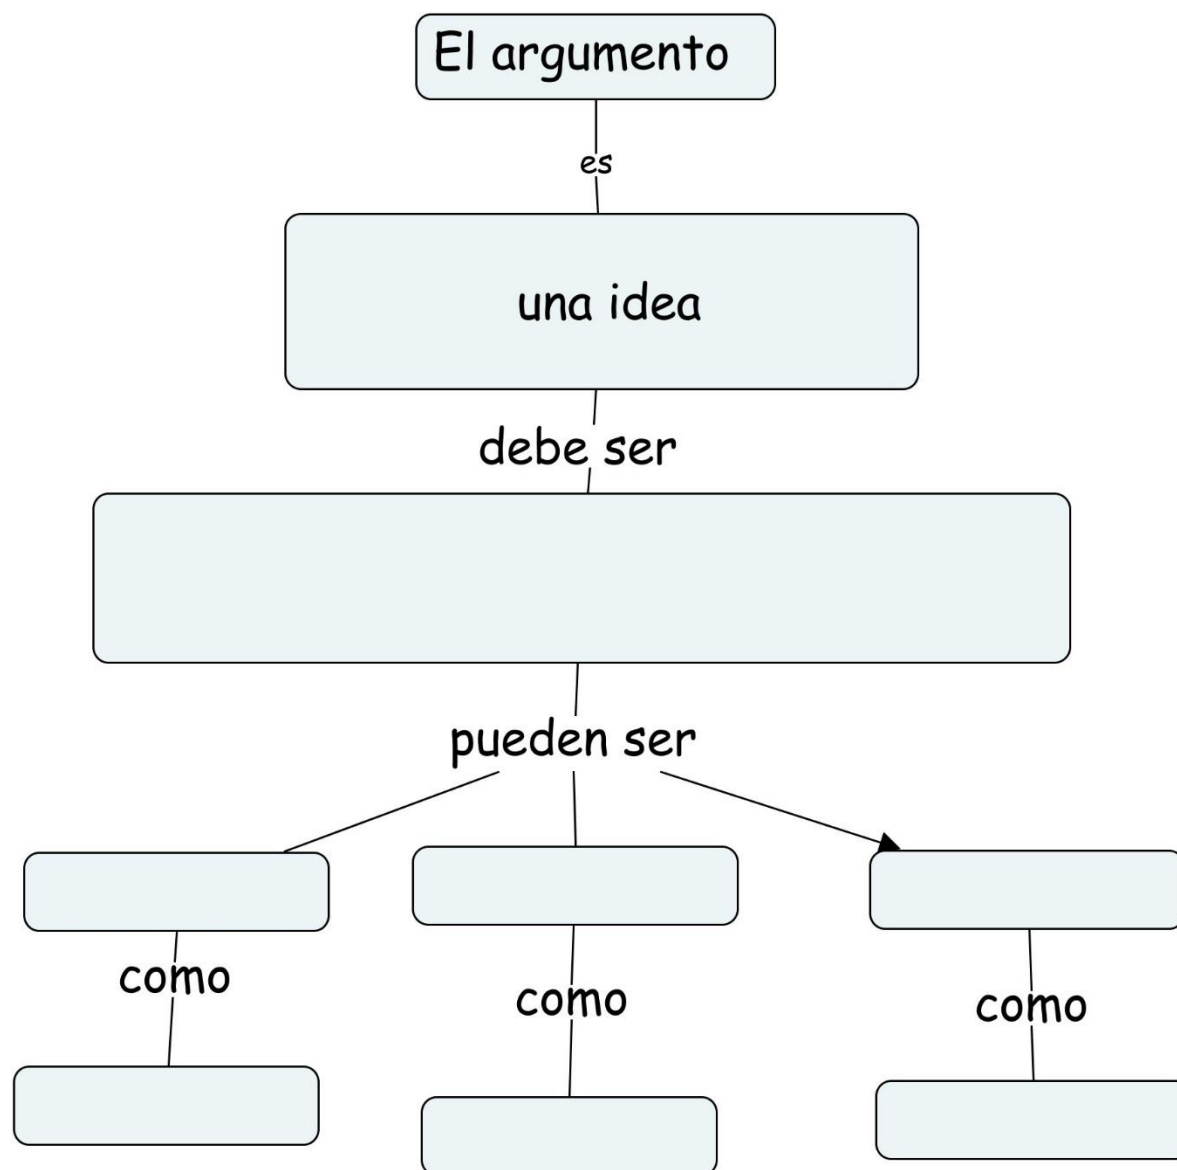 El argumento
es
una idea
debe ser
pueden ser
como
como
como